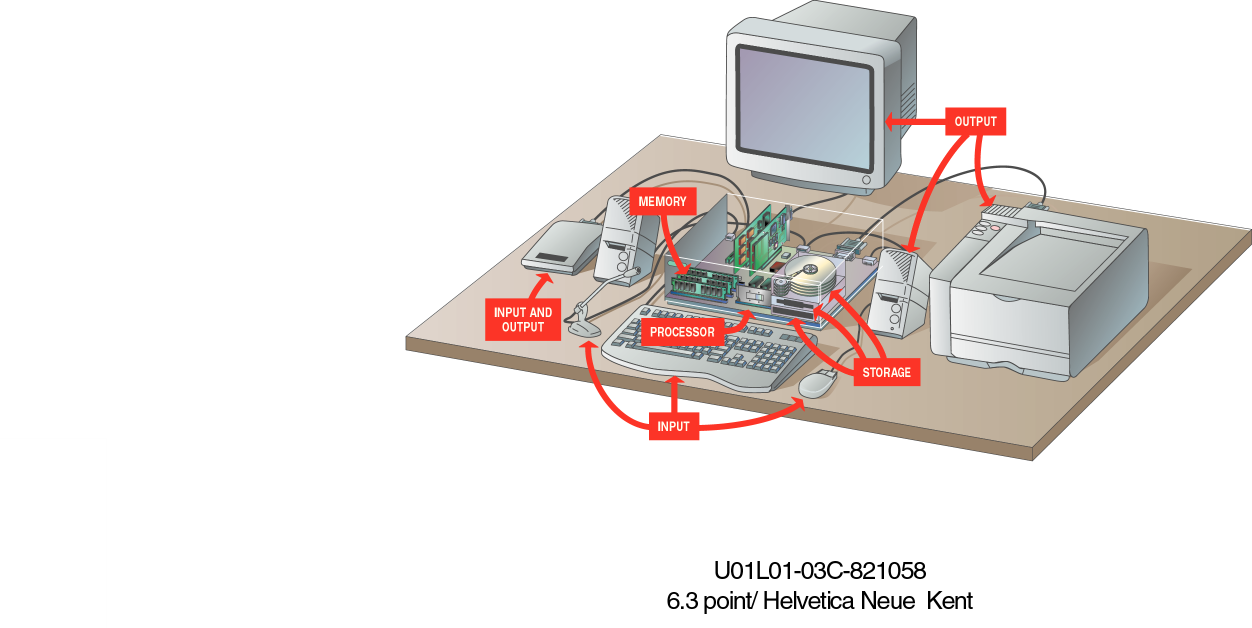 OUTPUT
MEMORY
INPUT AND
OUTPUT
PROCESSOR
STORAGE
INPUT
U01L01-03C-821058
6.3 point/ Helvetica Neue  Kent